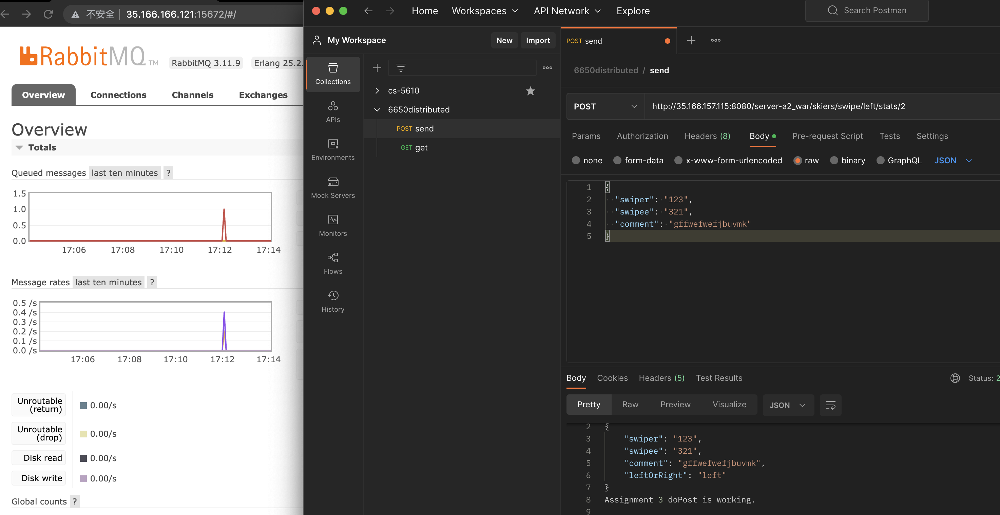 不安全 35.166.166.121:15672/#/
RabbitMQ TM RabbitMQ 3.11.9 Erlang 25.2.
Overview Connections Channels Exchanges
Overview
Totals
Queued messages last ten minutes ?
1.5
1.0
0.5
0.0
17:06 17:08 17:10 17:12 17:14
Message rates last ten minutes ?
0.5 /s
0.4 /s
0.3 /s
0.2 /s
0.1 /s
0.0 /s
17:06 17:08 17:10 17:12 17:14
Unroutable (return) 0.00/s
Unroutable (drop) 0.00/s
Disk read 0.00/s
Disk write 0.00/s
Global counts ?
Home Workspaces API Network Explore Search Postman
My Workspace New Import
Collections
APIs
Environments
Mock Servers
Monitors
Flows
History
cs-5610
6650distributed
POST send
GET get
POST send
6650distributed / send
POST http://35.166.157.115:8080/server-a2_war/skiers/swipe/left/stats/2
Params Authorization Headers (8) Body Pre-request Script Tests Settings
none form-data x-www-form-urlencoded raw binary GraphQL JSON
1 {
2 "swiper": "123",
3 "swipee": "321",
4 "comment": "gffwefwefjbuvmk"
5 }
Body Cookies Headers (5) Test Results Status: 2
Pretty Raw Preview Visualize JSON
2 {
3 "swiper": "123",
4 "swipee": "321",
5 "comment": "gffwefwefjbuvmk",
6 "leftOrRight": "left"
7 }
8 Assignment 3 doPost is working.
9